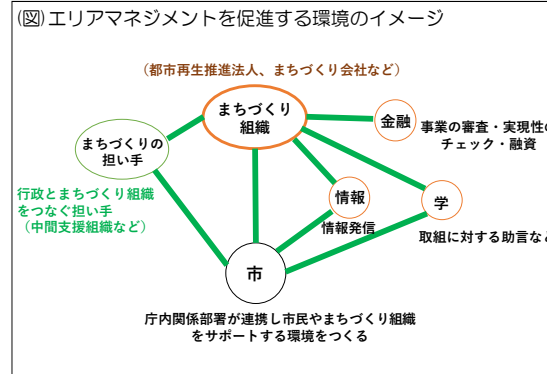 (図)エリアマネジメントを促進する環境のイメージ
（都市再生推進法人、まちづくり会社など）
まちづくり
組織
金融
事業の審査・実現性の
チェック・融資
まちづくりの
担い手
行政とまちづくり組織
をつなぐ担い手
（中間支援組織など）
情報
情報発信
学
取組に対する助言など
市
庁内関係部署が連携し市民やまちづくり組織
をサポートする環境をつくる